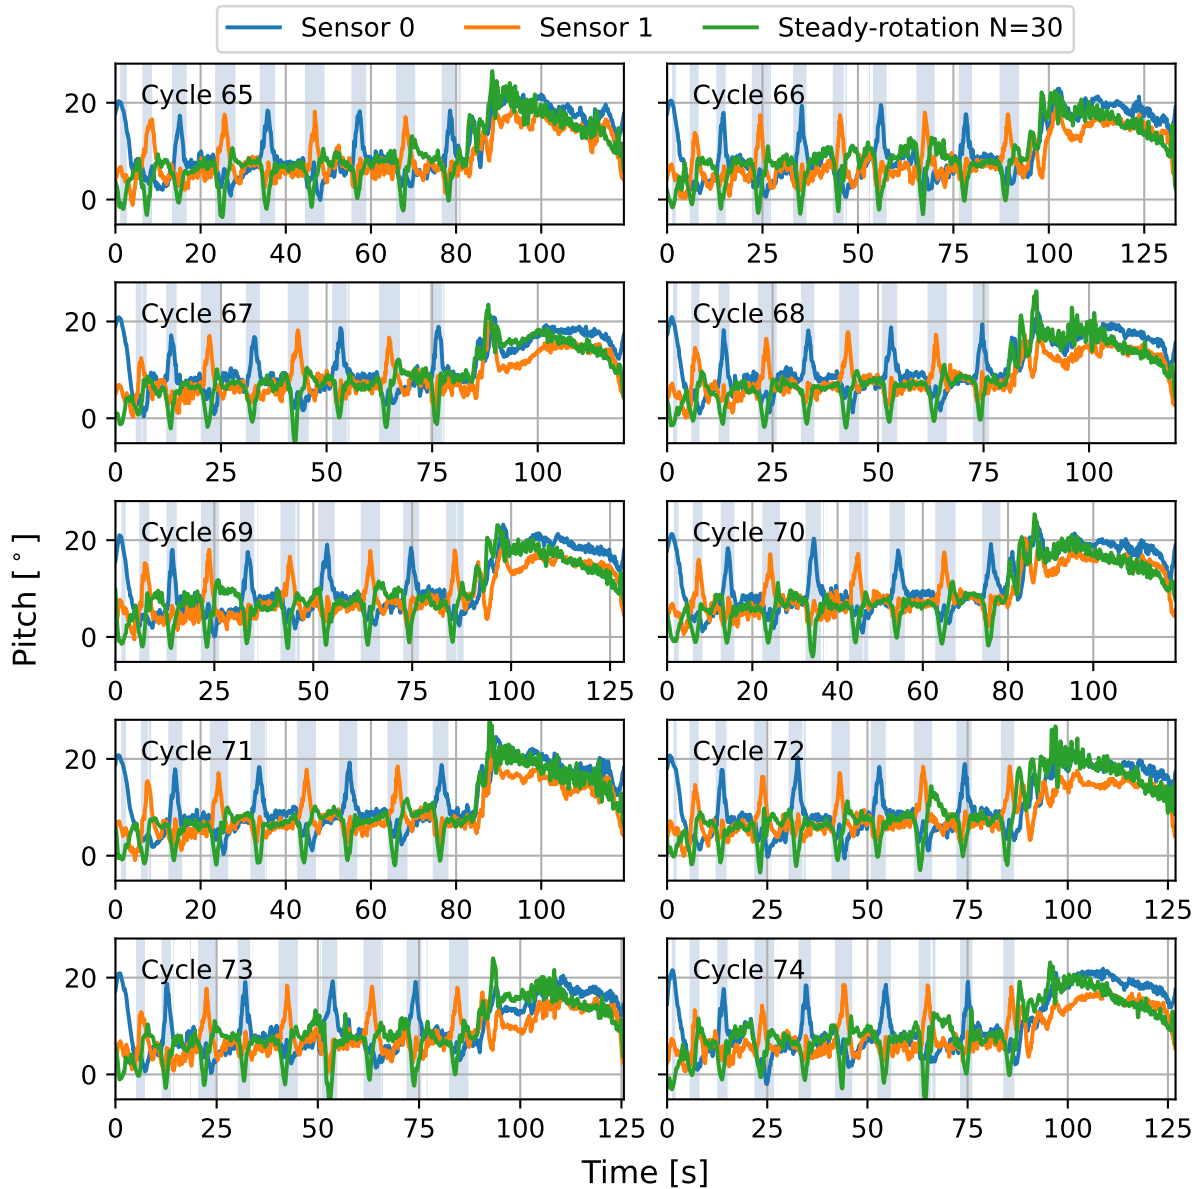 Sensor 0 Sensor 1 Steady-rotation N=30
Cycle 65 Cycle 66
20
0
0 20 40 60 80 100 0 25 50 75 100 125
Cycle 67 Cycle 68
20
0
0 25 50 75 100 0 25 50 75 100
Cycle 69 Cycle 70
20
0
0 25 50 75 100 125 0 20 40 60 80 100
Cycle 71 Cycle 72
20
0
0 20 40 60 80 100 0 25 50 75 100 125
Cycle 73 Cycle 74
20
0
0 25 50 75 100 125 0 25 50 75 100 125
Pitch [°]
Time [s]